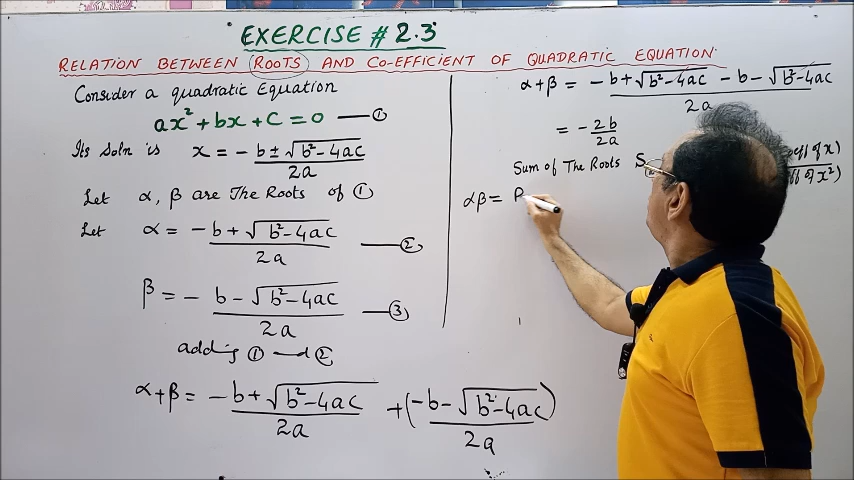 EXERCISE # 2.3
RELATION BETWEEN ROOTS AND CO-EFFICIENT OF QUADRATIC EQUATION.
Consider a quadratic Equation
ax² + bx + c = 0 — ①
Its Soln is x = - b ± √b²-4ac / 2a
Let α, β are The Roots of ①
Let α = - b + √b²-4ac / 2a — ②
β = - b - √b²-4ac / 2a — ③
adding ① and ②
α+β = - b + √b²-4ac / 2a + (-b - √b²-4ac / 2a)
α+β = - b + √b²-4ac - b - √b²-4ac / 2a
= - 2b / 2a
Sum of The Roots S
of x)
of x²)
αβ =